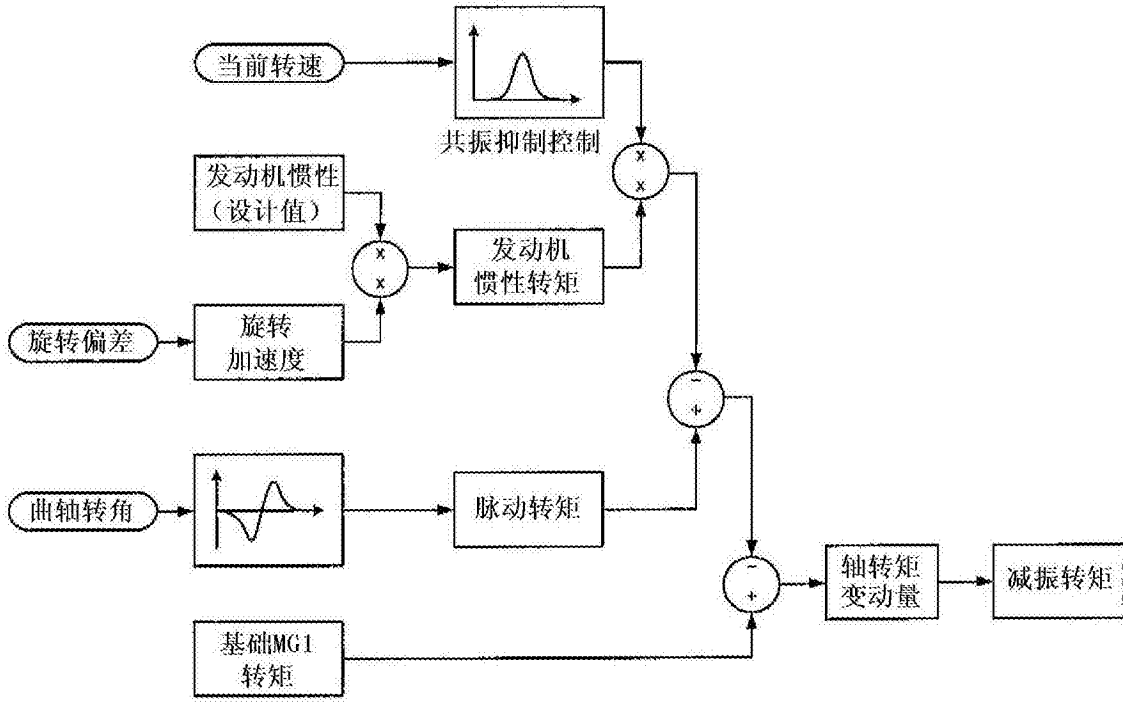 当前转速
共振抑制控制
x
x
发动机惯性
（设计值）
x
x
发动机
惯性转矩
旋转偏差
旋转
加速度
-
+
曲轴转角
脉动转矩
-
+
轴转矩
变动量
减振转矩
基础MG1
转矩